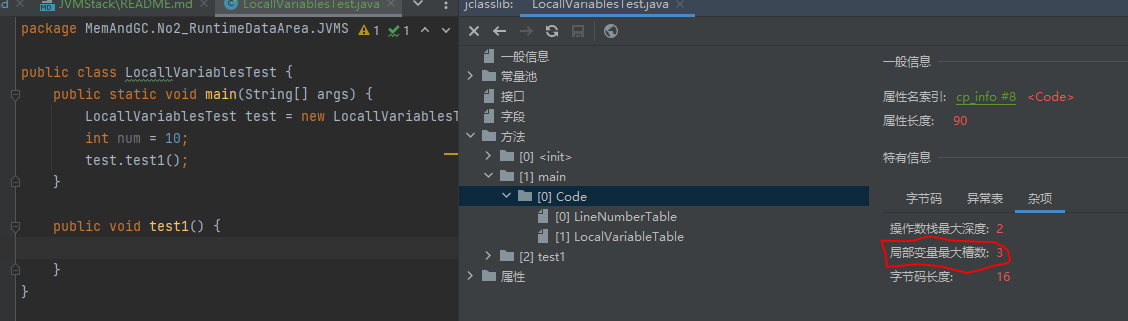 JVMStack\README.md
LocallVariablesTest.java
package MemAndGC.No2_RuntimeDataArea.JVMS
1
1
public class LocallVariablesTest {
public static void main(String[] args) {
LocallVariablesTest test = new LocallVariablesT
int num = 10;
test.test1();
}
public void test1() {
}
}
jclasslib:
LocallVariablesTest.java
一般信息
常量池
接口
字段
方法
[0] <init>
[1] main
[0] Code
[0] LineNumberTable
[1] LocalVariableTable
[2] test1
属性
一般信息
属性名索引: cp_info #8 <Code>
属性长度: 90
特有信息
字节码 异常表 杂项
操作数栈最大深度: 2
局部变量最大槽数: 3
字节码长度: 16